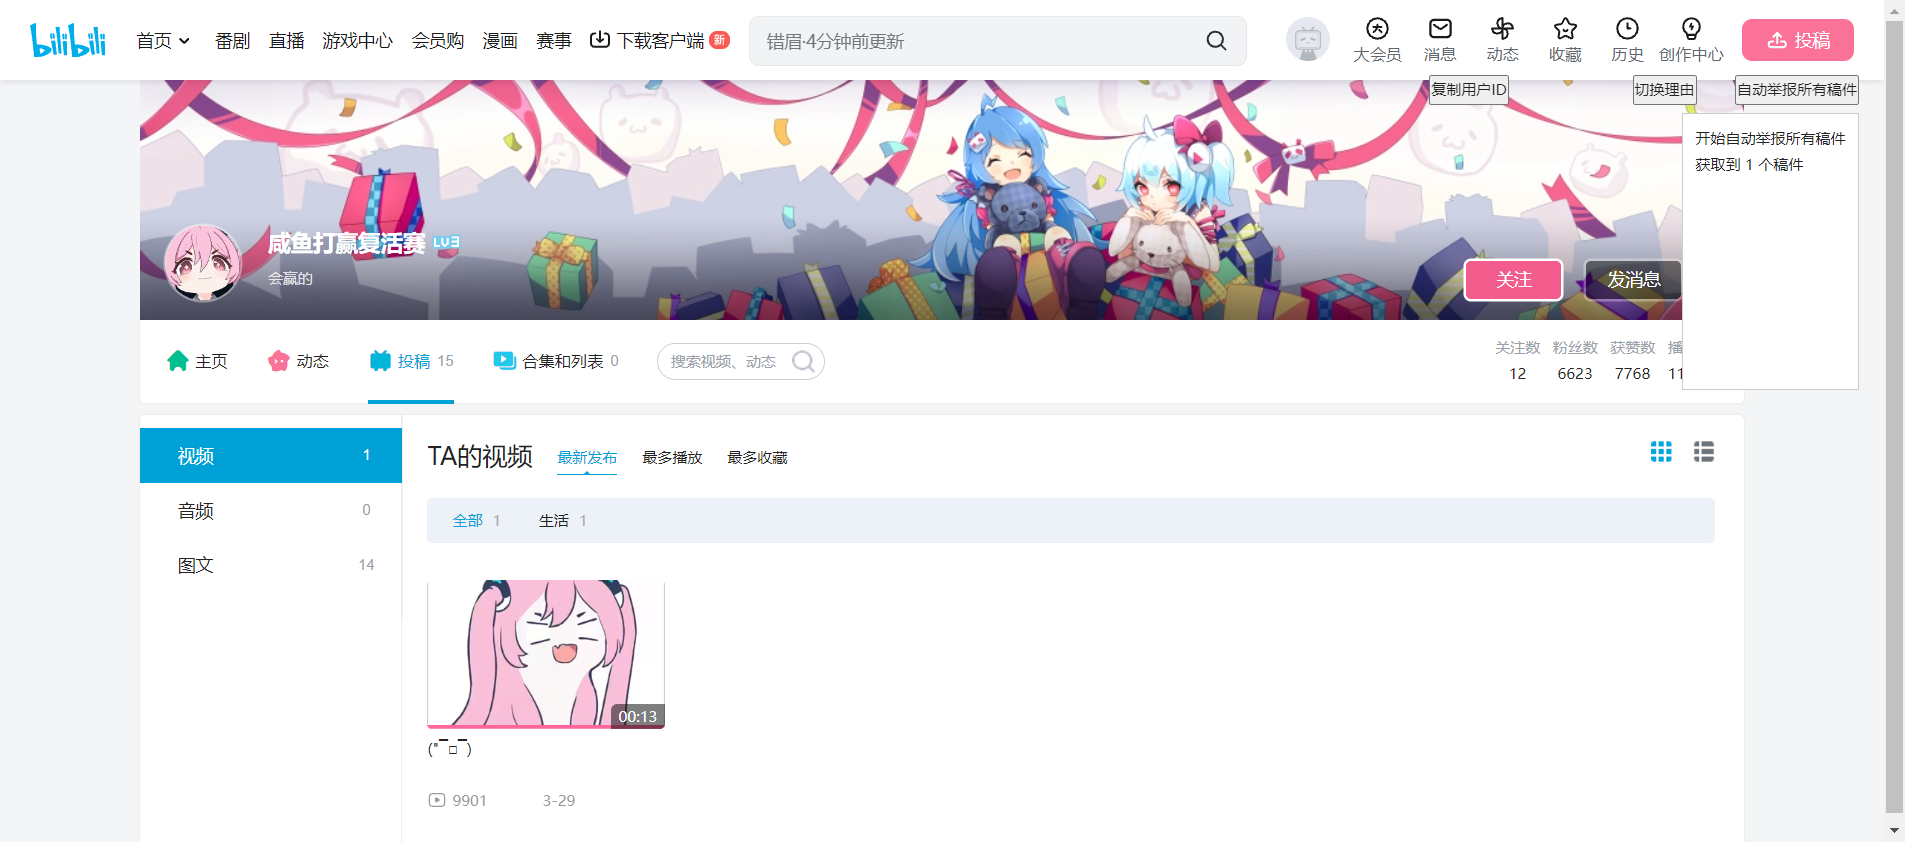 bilibili 首页 番剧 直播 游戏中心 会员购 漫画 赛事 下载客户端 新 错眉·4分钟前更新 大会员 消息 动态 收藏 历史 创作中心 投稿
复制用户ID 切换理由 自动举报所有稿件
开始自动举报所有稿件
获取到 1 个稿件
咸鱼打赢复活赛 LV3
会赢的
关注 发消息
主页 动态 投稿 15 合集和列表 0 搜索视频、动态
关注数 粉丝数 获赞数 播
12 6623 7768 11
视频 1
音频 0
图文 14
TA的视频 最新发布 最多播放 最多收藏
全部 1 生活 1
00:13
("▔□▔)
9901 3-29